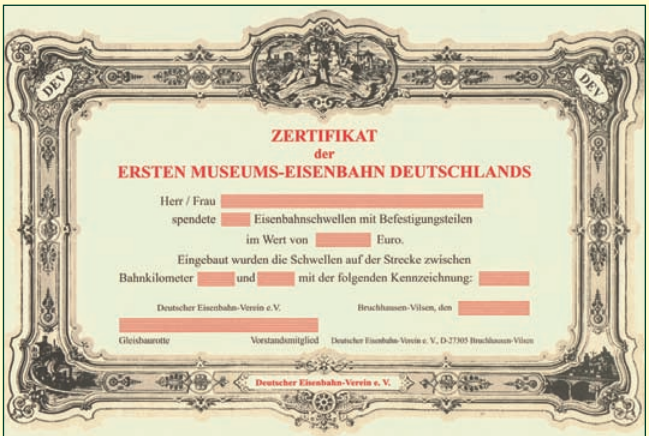 DEV
DEV
ZERTIFIKAT
der
ERSTEN MUSEUMS-EISENBAHN DEUTSCHLANDS
Herr / Frau
spendete Eisenbahnschwellen mit Befestigungsteilen
im Wert von Euro.
Eingebaut wurden die Schwellen auf der Strecke zwischen
Bahnkilometer und mit der folgenden Kennzeichnung:
Deutscher Eisenbahn-Verein e.V. Bruchhausen-Vilsen, den
Gleisbaurotte Vorstandsmitglied Deutscher Eisenbahn-Verein e. V., D-27305 Bruchhausen-Vilsen
Deutscher Eisenbahn-Verein e. V.